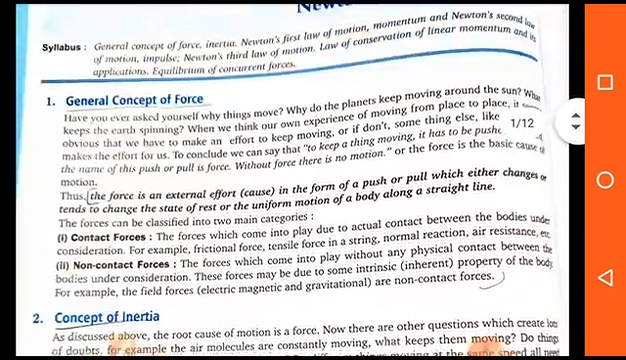 Syllabus : General concept of force, inertia. Newton's first law of motion, momentum and Newton's second law
of motion, impulse; Newton's third law of motion. Law of conservation of linear momentum and its
applications. Equilibrium of concurrent forces.
1. General Concept of Force
Have you ever asked yourself why things move? Why do the planets keep moving around the sun? What
keeps the earth spinning? When we think our own experience of moving from place to place, it
obvious that we have to make an effort to keep moving, or if don't, some thing else, like
makes the effort for us. To conclude we can say that "to keep a thing moving, it has to be
the name of this push or pull is force. Without force there is no motion." or the force is the basic cause of
motion.
Thus, the force is an external effort (cause) in the form of a push or pull which either changes or
tends to change the state of rest or the uniform motion of a body along a straight line.
The forces can be classified into two main categories :
(i) Contact Forces : The forces which come into play due to actual contact between the bodies under
consideration. For example, frictional force, tensile force in a string, normal reaction, air resistance, etc.
(ii) Non-contact Forces : The forces which come into play without any physical contact between the
bodies under consideration. These forces may be due to some intrinsic (inherent) property of the body.
For example, the field forces (electric magnetic and gravitational) are non-contact forces.
2. Concept of Inertia
As discussed above, the root cause of motion is a force. Now there are other questions which create lots
of doubts, for example the air molecules are constantly moving, what keeps them moving? Do things
moving at the same speed all need
1/12